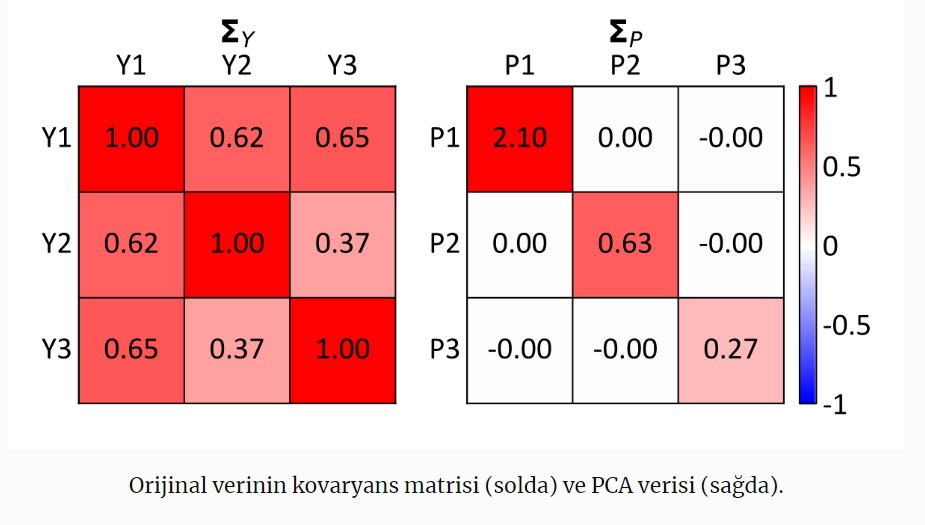 Σ_Y
Y1 Y2 Y3
Y1 1.00 0.62 0.65
Y2 0.62 1.00 0.37
Y3 0.65 0.37 1.00
Σ_P
P1 P2 P3
P1 2.10 0.00 -0.00
P2 0.00 0.63 -0.00
P3 -0.00 -0.00 0.27
1
0.5
0
-0.5
-1
Orijinal verinin kovaryans matrisi (solda) ve PCA verisi (sağda).